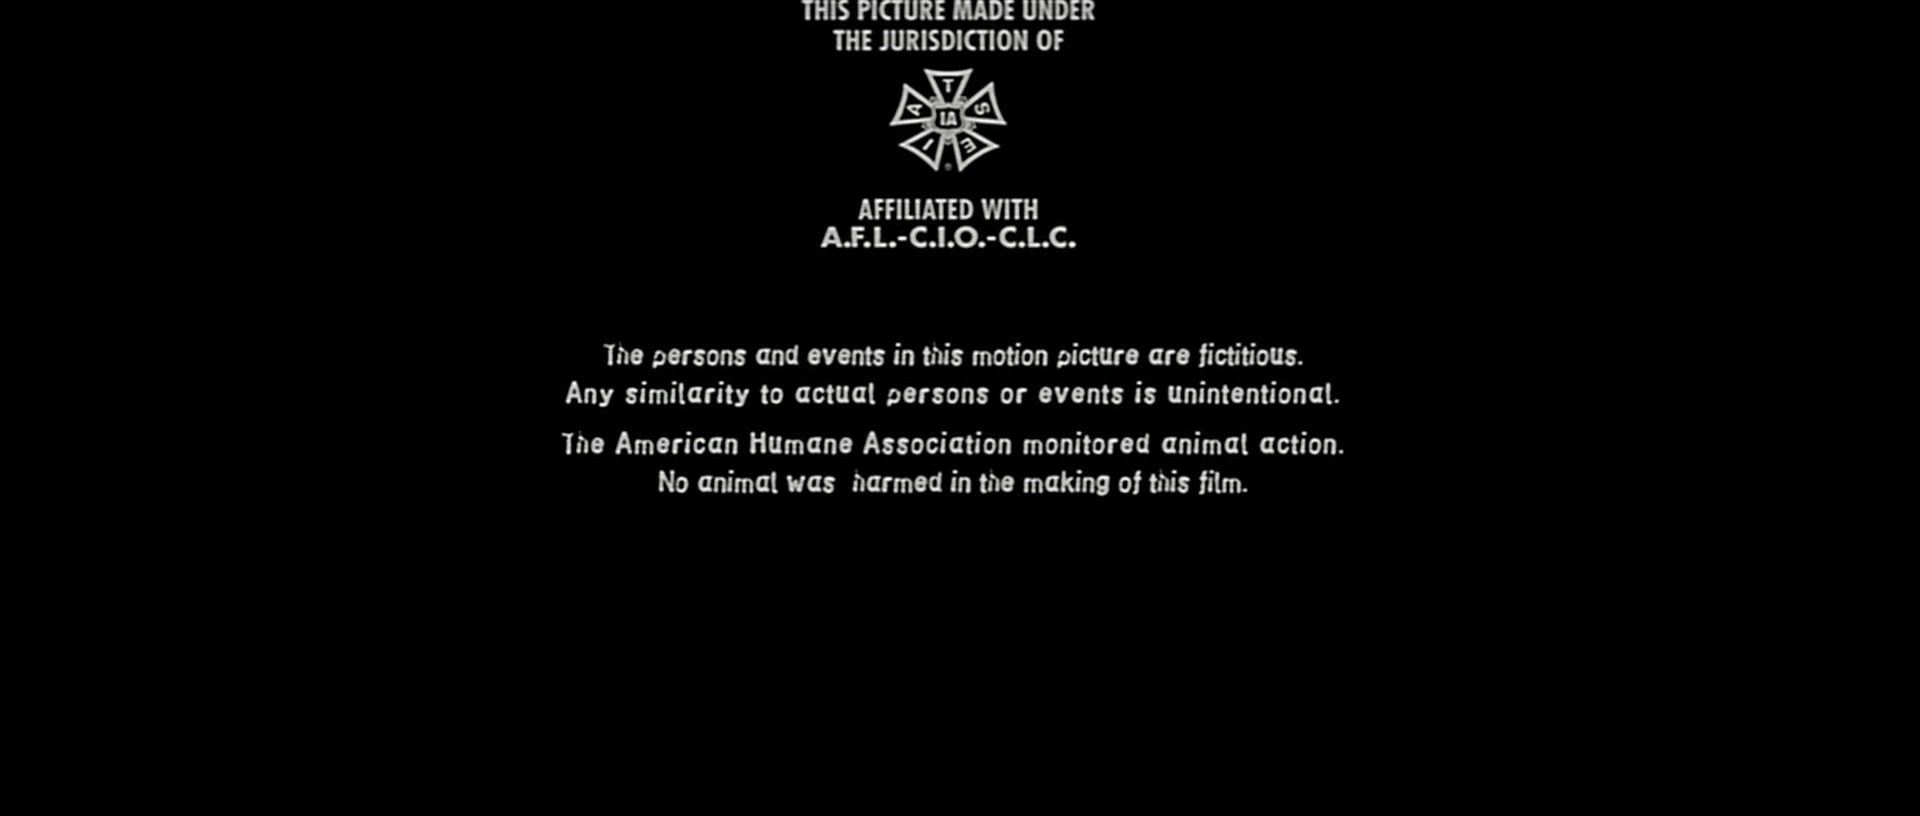 THIS PICTURE MADE UNDER
THE JURISDICTION OF
I A T S E
IA
®
AFFILIATED WITH
A.F.L.-C.I.O.-C.L.C.
The persons and events in this motion picture are fictitious.
Any similarity to actual persons or events is unintentional.
The American Humane Association monitored animal action.
No animal was harmed in the making of this film.